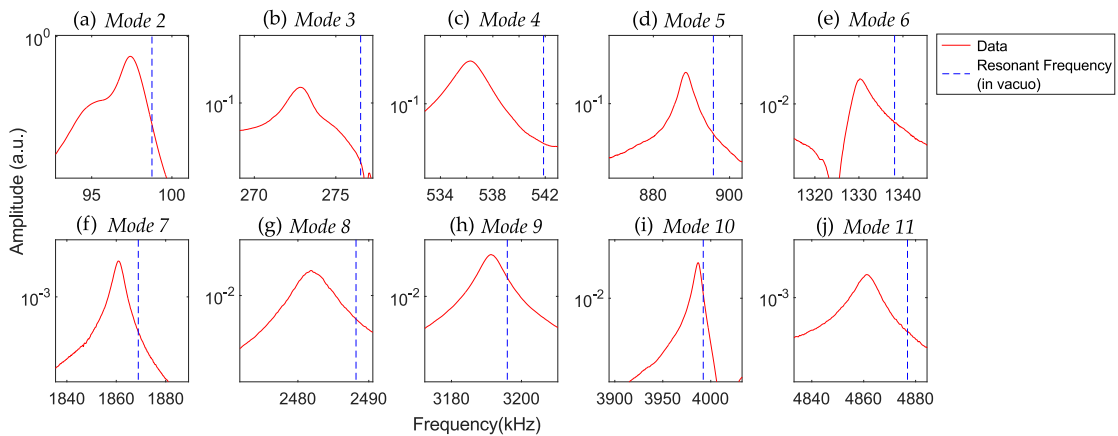 (a) Mode 2
(b) Mode 3
(c) Mode 4
(d) Mode 5
(e) Mode 6
10^0
10^-1
10^-1
10^-1
10^-2
95 100
270 275
534 538 542
880 900
1320 1330 1340
Data
Resonant Frequency
(in vacuo)
Amplitude (a.u.)
(f) Mode 7
(g) Mode 8
(h) Mode 9
(i) Mode 10
(j) Mode 11
10^-3
10^-2
10^-2
10^-2
10^-3
1840 1860 1880
2480 2490
3180 3200
3900 3950 4000
4840 4860 4880
Frequency(kHz)